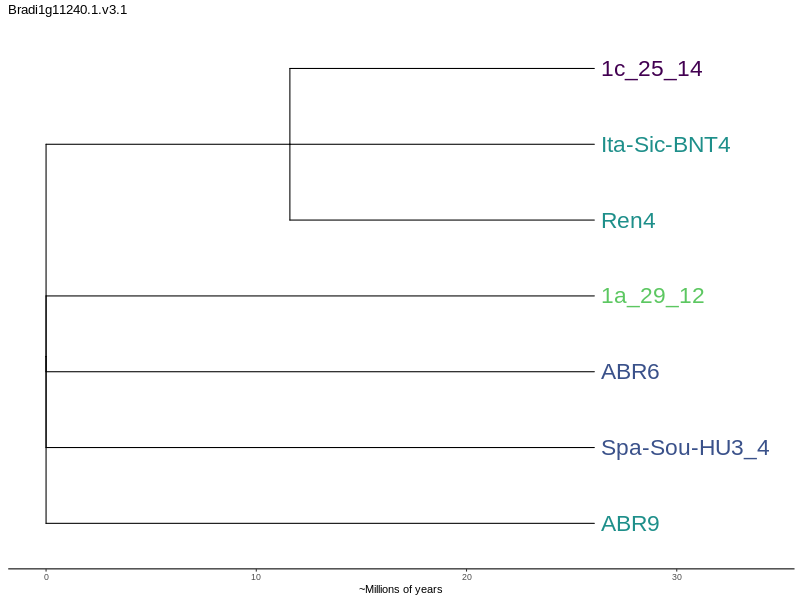 Bradi1g11240.1.v3.1
1c_25_14
Ita-Sic-BNT4
Ren4
1a_29_12
ABR6
Spa-Sou-HU3_4
ABR9
0 10 20 30
~Millions of years